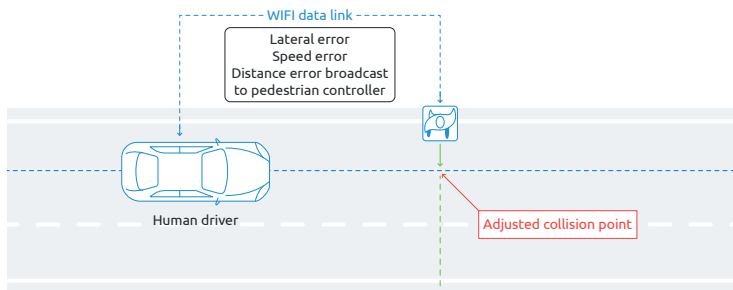 WIFI data link
Lateral error
Speed error
Distance error broadcast
to pedestrian controller
Human driver
Adjusted collision point